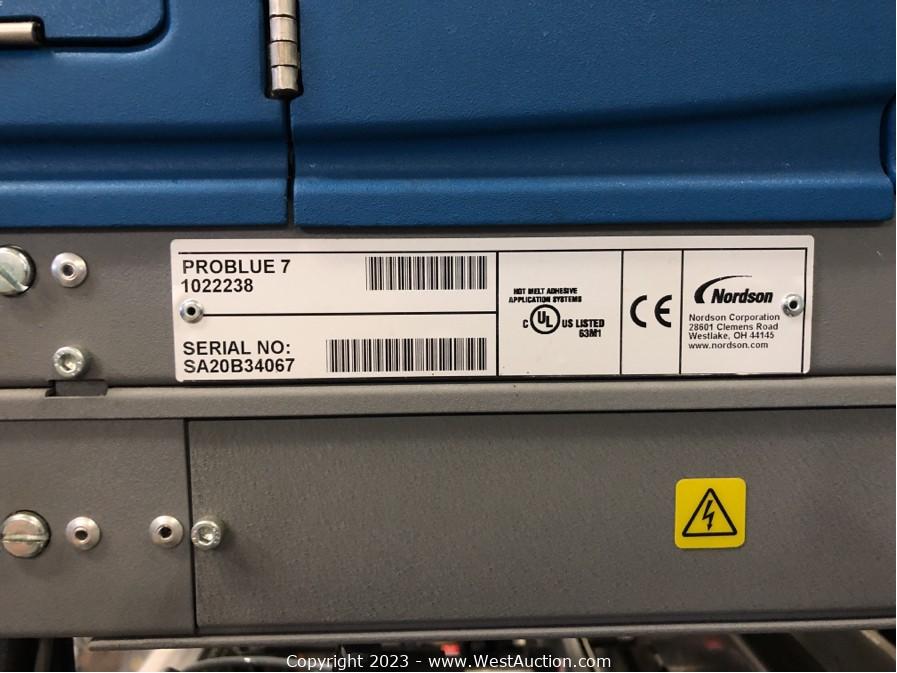 PROBLUE 7
1022238
SERIAL NO:
SA20B34067
HOT MELT ADHESIVE
APPLICATION SYSTEMS
C UL US LISTED
63M1
CE
Nordson
Nordson Corporation
28601 Clemens Road
Westlake, OH 44145
www.nordson.com
Copyright 2023 - www.WestAuction.com